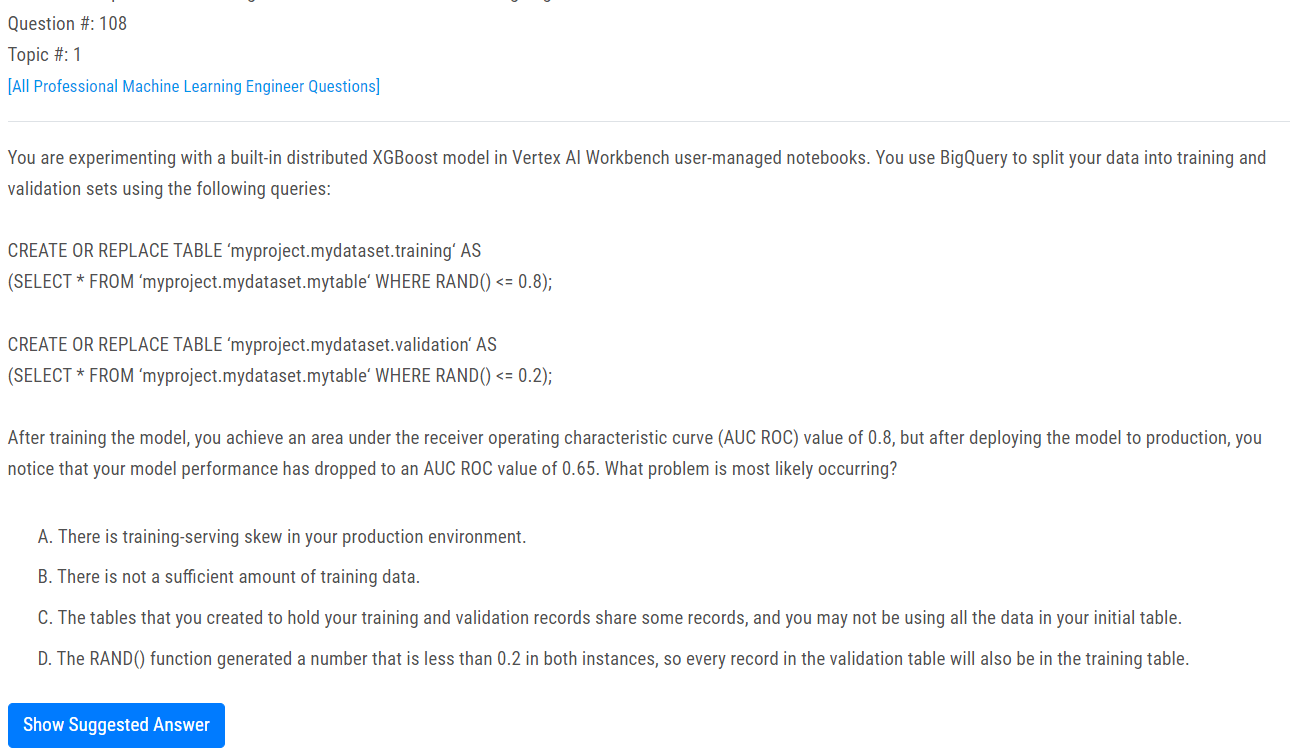 Question #: 108
Topic #: 1
[All Professional Machine Learning Engineer Questions]
You are experimenting with a built-in distributed XGBoost model in Vertex AI Workbench user-managed notebooks. You use BigQuery to split your data into training and
validation sets using the following queries:
CREATE OR REPLACE TABLE ‘myproject.mydataset.training‘ AS
(SELECT * FROM ‘myproject.mydataset.mytable‘ WHERE RAND() <= 0.8);
CREATE OR REPLACE TABLE ‘myproject.mydataset.validation‘ AS
(SELECT * FROM ‘myproject.mydataset.mytable‘ WHERE RAND() <= 0.2);
After training the model, you achieve an area under the receiver operating characteristic curve (AUC ROC) value of 0.8, but after deploying the model to production, you
notice that your model performance has dropped to an AUC ROC value of 0.65. What problem is most likely occurring?
A. There is training-serving skew in your production environment.
B. There is not a sufficient amount of training data.
C. The tables that you created to hold your training and validation records share some records, and you may not be using all the data in your initial table.
D. The RAND() function generated a number that is less than 0.2 in both instances, so every record in the validation table will also be in the training table.
Show Suggested Answer